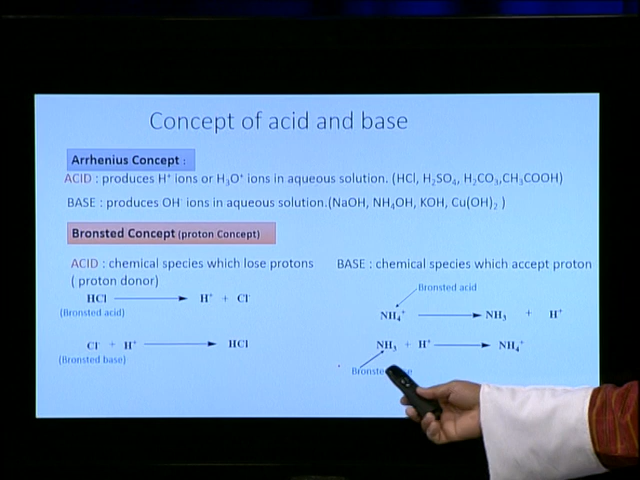 Concept of acid and base
Arrhenius Concept :
ACID : produces H⁺ ions or H₃O⁺ ions in aqueous solution. (HCl, H₂SO₄, H₂CO₃,CH₃COOH)
BASE : produces OH⁻ ions in aqueous solution.(NaOH, NH₄OH, KOH, Cu(OH)₂ )
Bronsted Concept (proton Concept)
ACID : chemical species which lose protons
( proton donor)
HCl → H⁺ + Cl⁻
(Bronsted acid)
Cl⁻ + H⁺ → HCl
(Bronsted base)
BASE : chemical species which accept proton
Bronsted acid
NH₄⁺ → NH₃ + H⁺
NH₃ + H⁺ → NH₄⁺